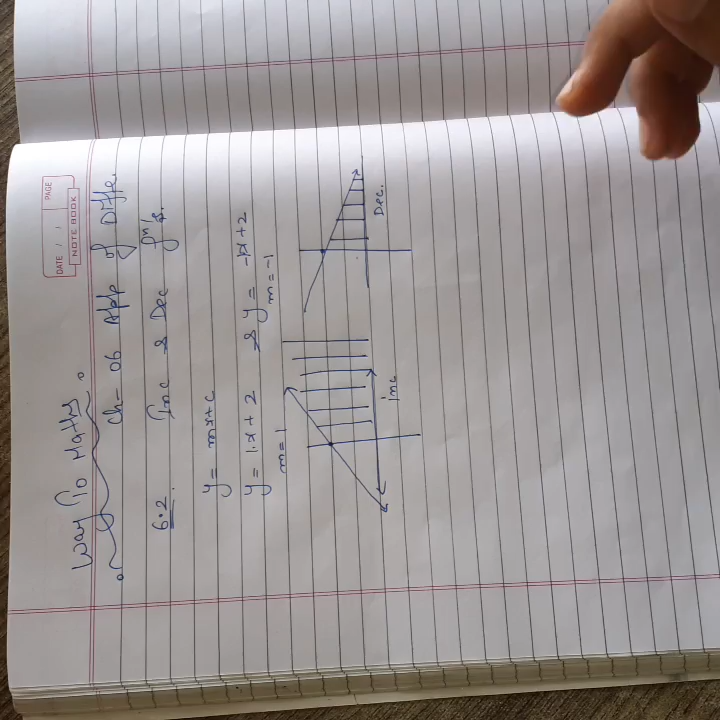 PAGE
DATE / /
NOTE BOOK
Way To Maths
Ch- 06 App of Diffe.
6.2. Inc & Dec fn's.
y = mx+c
y = 1.x+2 & y = -1x+2
m=1 m=-1
inc Dec.